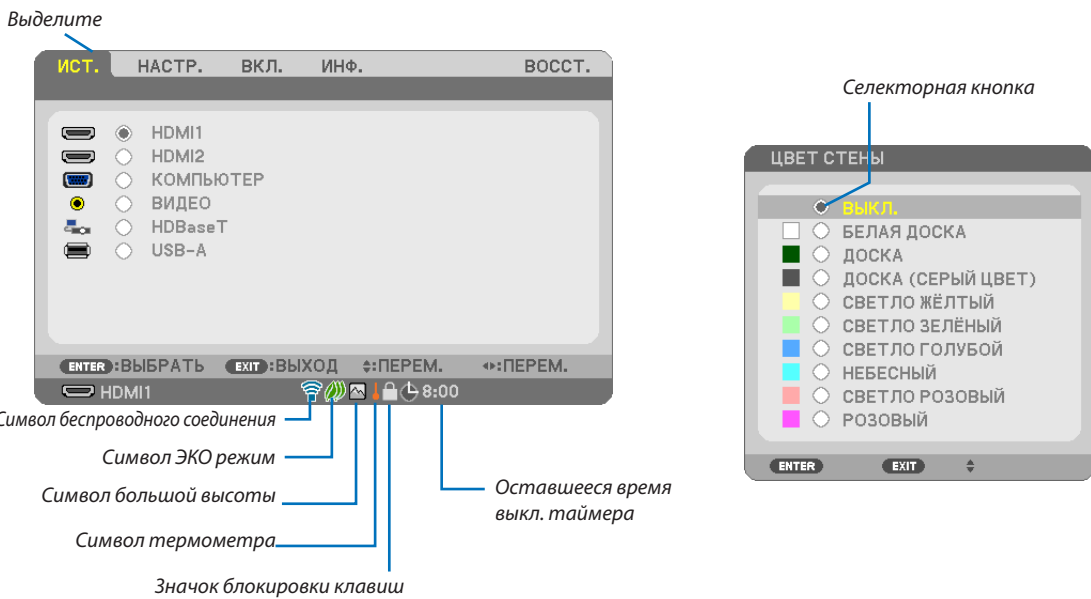 Выделите
ИСТ. НАСТР. ВКЛ. ИНФ. ВОССТ.
HDMI1
HDMI2
КОМПЬЮТЕР
ВИДЕО
HDBaseT
USB-A
ENTER :ВЫБРАТЬ EXIT :ВЫХОД :ПЕРЕМ. :ПЕРЕМ.
HDMI1 8:00
Символ беспроводного соединения
Символ ЭКО режим
Символ большой высоты
Символ термометра
Значок блокировки клавиш
Оставшееся время
выкл. таймера
Селекторная кнопка
ЦВЕТ СТЕНЫ
ВЫКЛ.
БЕЛАЯ ДОСКА
ДОСКА
ДОСКА (СЕРЫЙ ЦВЕТ)
СВЕТЛО ЖЁЛТЫЙ
СВЕТЛО ЗЕЛЁНЫЙ
СВЕТЛО ГОЛУБОЙ
НЕБЕСНЫЙ
СВЕТЛО РОЗОВЫЙ
РОЗОВЫЙ
ENTER EXIT